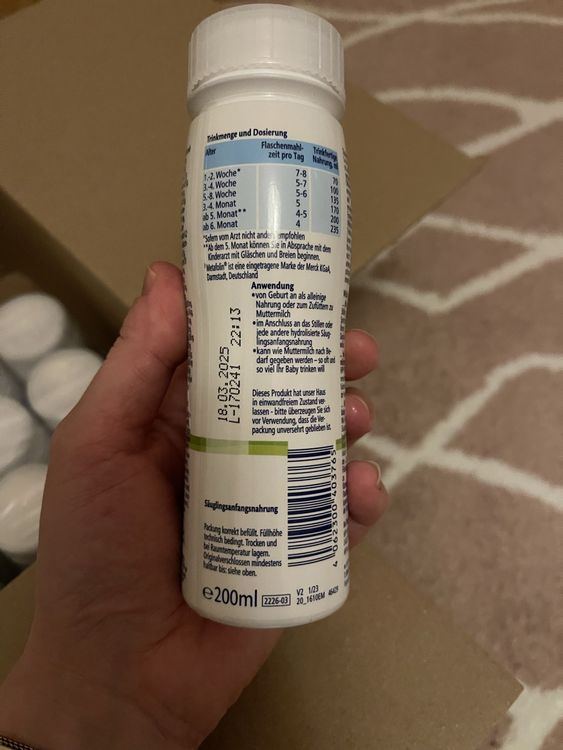 Trinkmenge und Dosierung
Alter Flaschenmahl- Trinkfertige
zeit pro Tag Nahrung, ml
1.-2. Woche* 7-8 70
3.-4. Woche 5-7 100
5.-8. Woche 5-6 130
3.-4. Monat 5 170
ab 5. Monat** 4-5 200
ab 6. Monat 4 235
*Sofern vom Arzt nicht anders empfohlen
**Ab dem 5. Monat können Sie in Absprache mit dem
Kinderarzt mit Gläschen und Breien beginnen.
Metafolin® ist eine eingetragene Marke der Merck KGaA,
Darmstadt, Deutschland
Anwendung
•von Geburt an als alleinige
Nahrung oder zum Zufüttern zu
Muttermilch
•im Anschluss an das Stillen oder
jede andere hydrolisierte Säug-
lingsanfangsnahrung
•kann wie Muttermilch nach Be-
darf gegeben werden – so oft und
so viel Ihr Baby trinken will
18.03.2025
L-170241 22:13
Dieses Produkt hat unser Haus
in einwandfreiem Zustand ver-
lassen - bitte überzeugen Sie sich
vor Verwendung, dass die Ver-
packung unversehrt geblieben ist.
Säuglingsanfangsnahrung
Packung korrekt befüllt. Füllhöhe
technisch bedingt. Trocken und
bei Raumtemperatur lagern.
Originalverschlossen mindestens
haltbar bis: siehe oben.
4 062300 403765
℮200ml 2226-03
V2 1/23
20_1610EM 46429